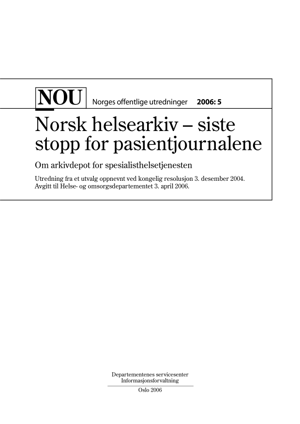 NOU Norges offentlige utredninger 2006: 5
Norsk helsearkiv – siste
stopp for pasientjournalene
Om arkivdepot for spesialisthelsetjenesten
Utredning fra et utvalg oppnevnt ved kongelig resolusjon 3. desember 2004.
Avgitt til Helse- og omsorgsdepartementet 3. april 2006.
Departementenes servicesenter
Informasjonsforvaltning
Oslo 2006